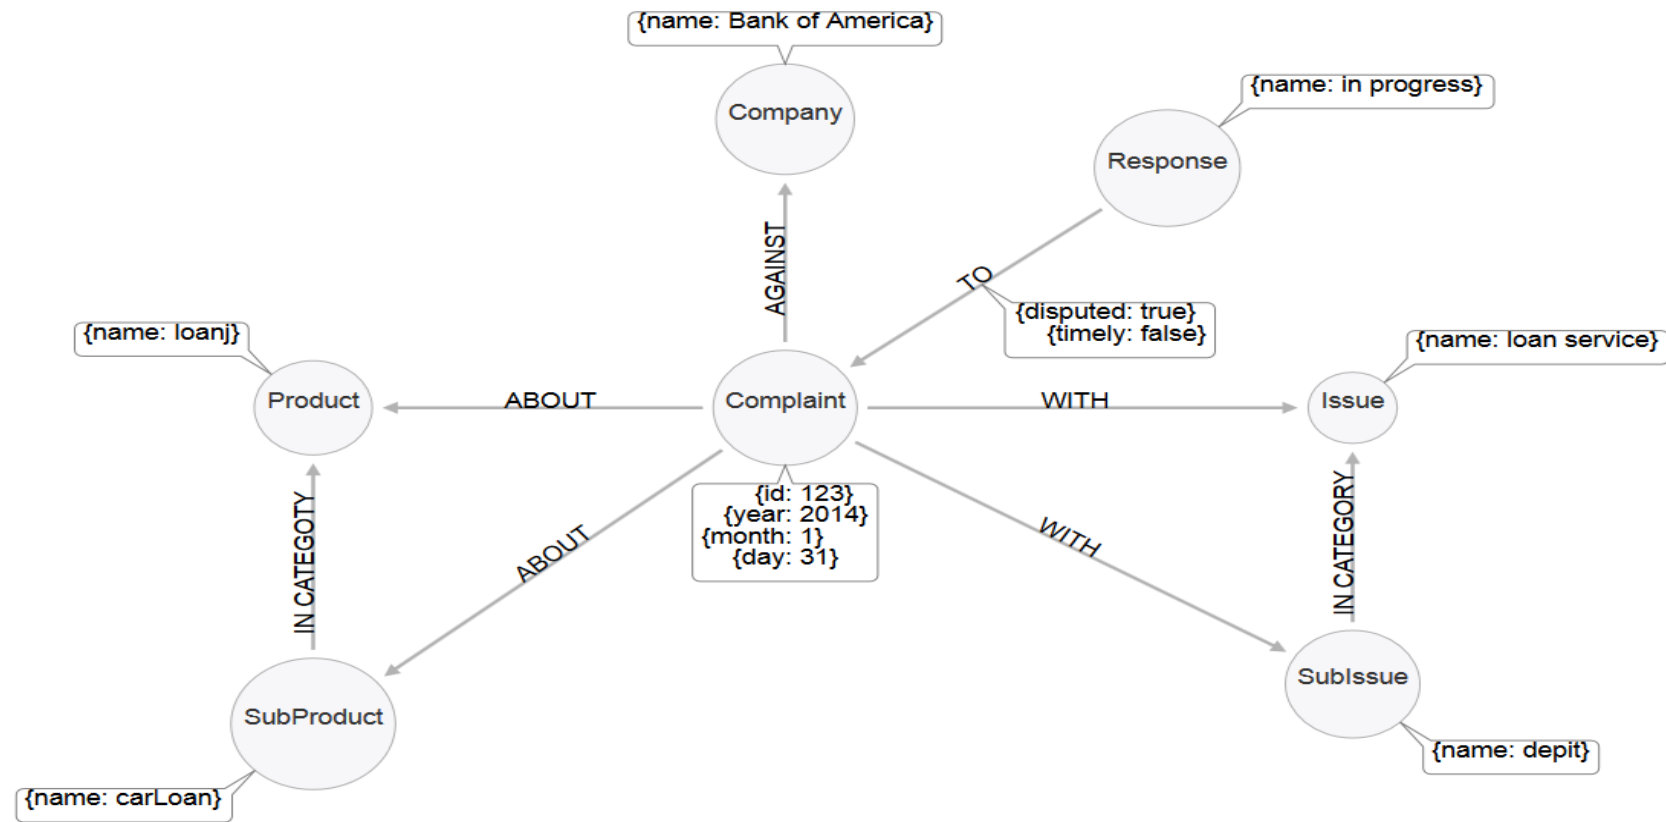 {name: Bank of America}
Company
{name: in progress}
Response
AGAINST
TO
{disputed: true}
{timely: false}
{name: loanj}
{name: loan service}
Product
ABOUT
Complaint
WITH
Issue
{id: 123}
{year: 2014}
{month: 1}
{day: 31}
IN CATEGOTY
ABOUT
WITH
IN CATEGORY
SubProduct
SubIssue
{name: carLoan}
{name: depit}